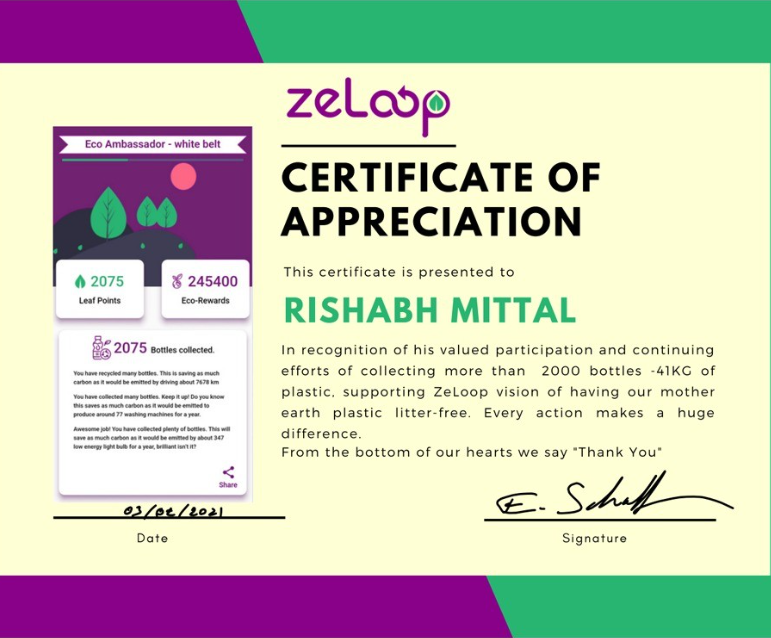 zeLoop
CERTIFICATE OF
APPRECIATION
This certificate is presented to
RISHABH MITTAL
In recognition of his valued participation and continuing
efforts of collecting more than 2000 bottles -41KG of
plastic, supporting ZeLoop vision of having our mother
earth plastic litter-free. Every action makes a huge
difference.
From the bottom of our hearts we say "Thank You"
Eco Ambassador - white belt
2075
Leaf Points
245400
Eco-Rewards
2075 Bottles collected.
You have recycled many bottles. This is saving as much
carbon as it would be emitted by driving about 7678 km
You have collected many bottles. Keep it up! Do you know
this saves as much carbon as it would be emitted to
produce around 77 washing machines for a year.
Awesome job! You have collected plenty of bottles. This will
save as much carbon as it would be emitted by about 347
low energy light bulb for a year, brilliant isn't it?
Share
03/02/2021
Date
E. Schaff
Signature